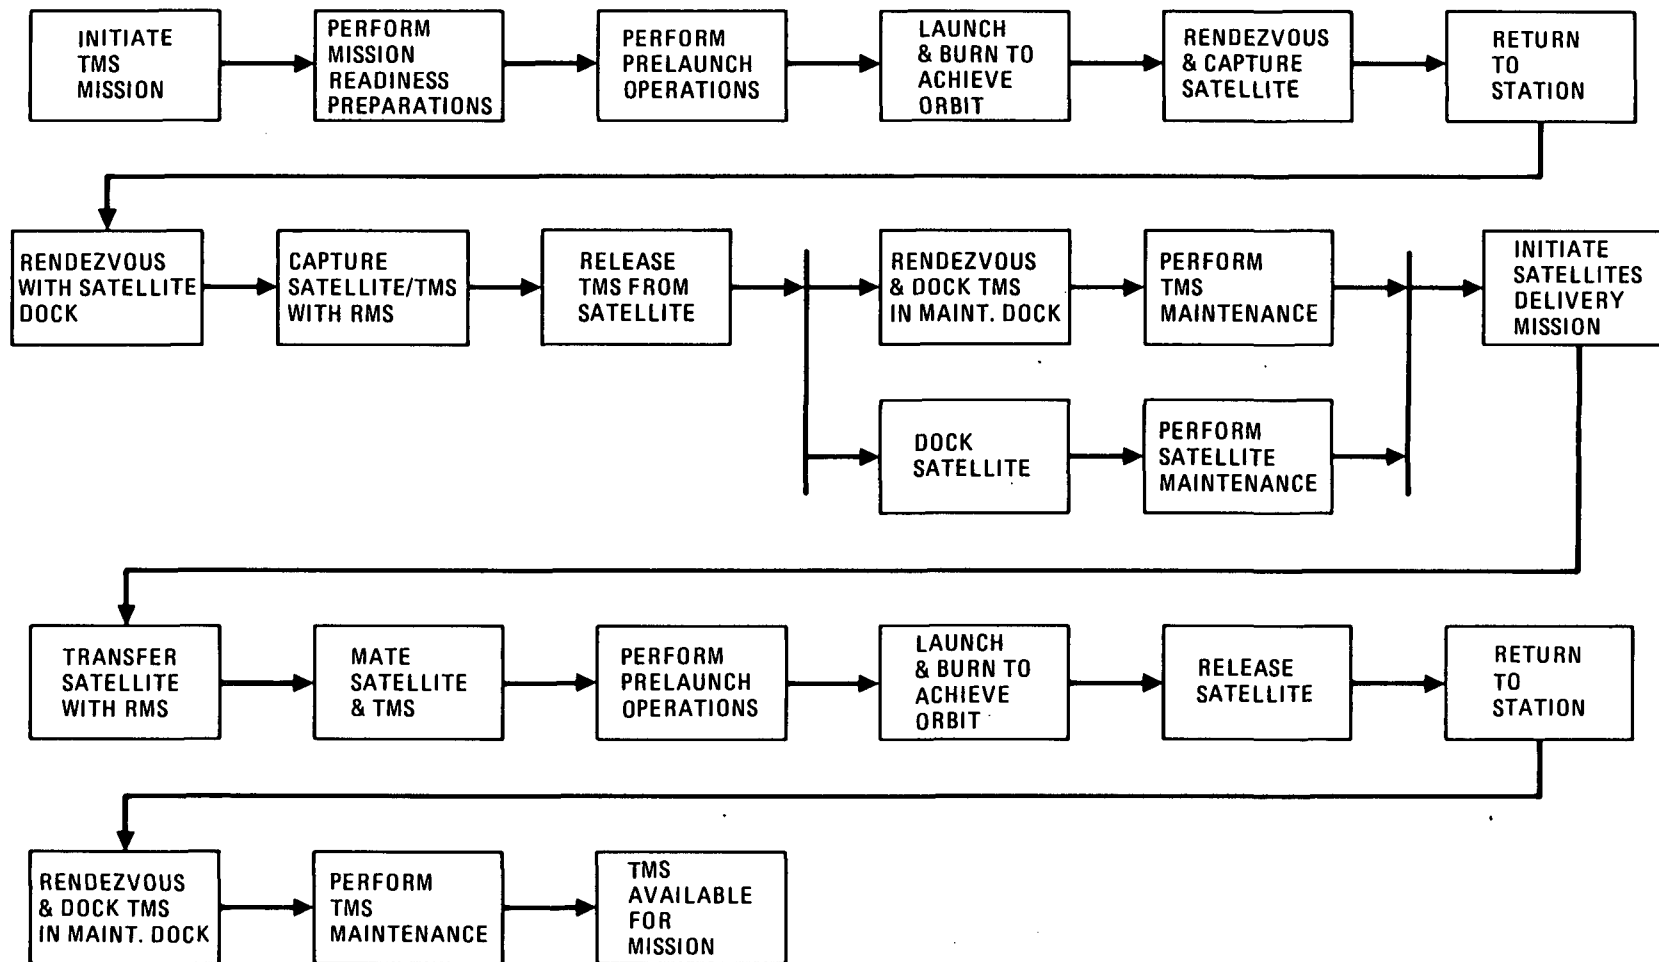 INITIATE
TMS
MISSION
PERFORM
MISSION
READINESS
PREPARATIONS
PERFORM
PRELAUNCH
OPERATIONS
LAUNCH
& BURN TO
ACHIEVE
ORBIT
RENDEZVOUS
& CAPTURE
SATELLITE
RETURN
TO
STATION
RENDEZVOUS
WITH SATELLITE
DOCK
CAPTURE
SATELLITE/TMS
WITH RMS
RELEASE
TMS FROM
SATELLITE
RENDEZVOUS
& DOCK TMS
IN MAINT. DOCK
PERFORM
TMS
MAINTENANCE
INITIATE
SATELLITES
DELIVERY
MISSION
DOCK
SATELLITE
PERFORM
SATELLITE
MAINTENANCE
TRANSFER
SATELLITE
WITH RMS
MATE
SATELLITE
& TMS
PERFORM
PRELAUNCH
OPERATIONS
LAUNCH
& BURN TO
ACHIEVE
ORBIT
RELEASE
SATELLITE
RETURN
TO
STATION
RENDEZVOUS
& DOCK TMS
IN MAINT. DOCK
PERFORM
TMS
MAINTENANCE
TMS
AVAILABLE
FOR
MISSION